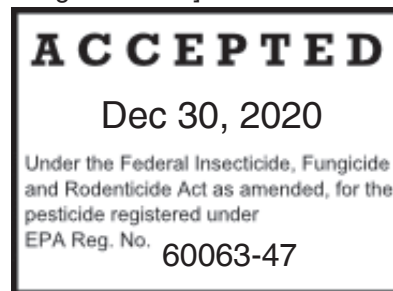 ACCEPTED
Dec 30, 2020
Under the Federal Insecticide, Fungicide
and Rodenticide Act as amended, for the
pesticide registered under
EPA Reg. No. 60063-47